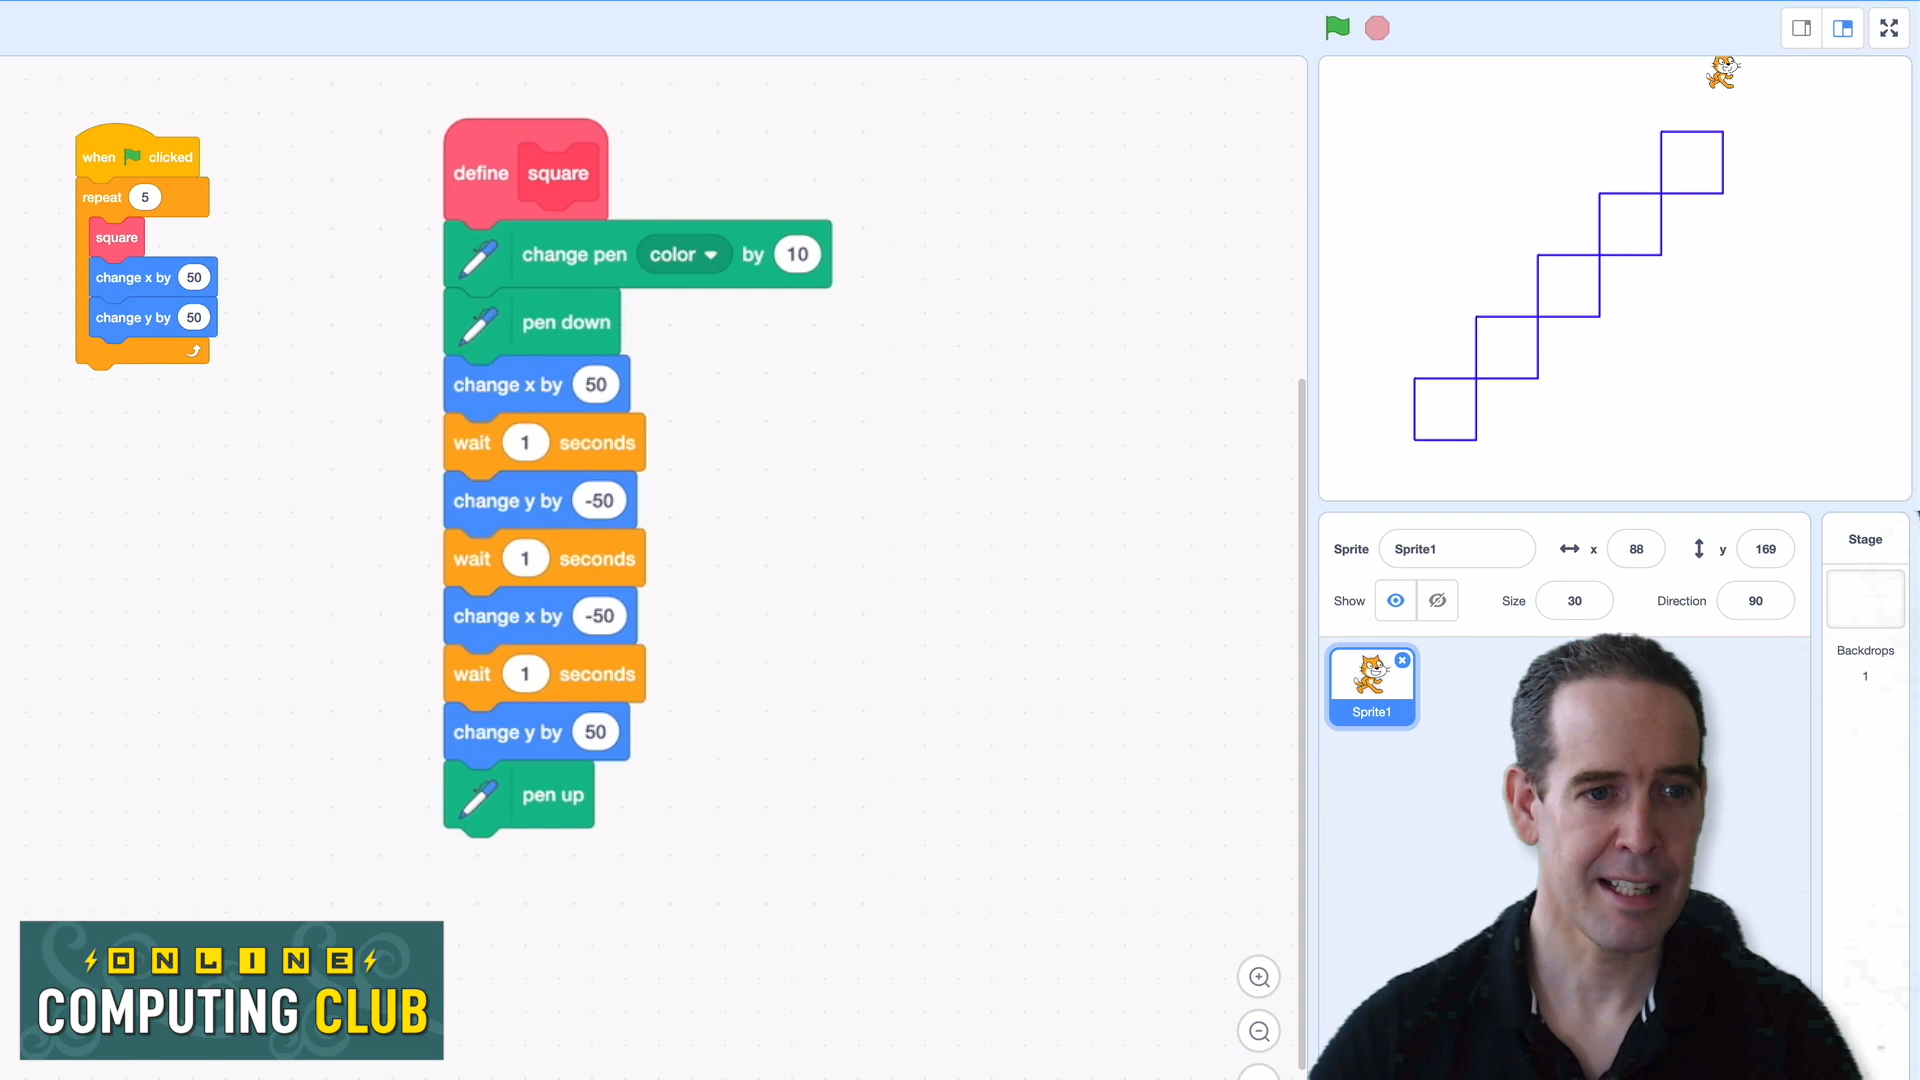 when clicked
repeat 5
square
change x by 50
change y by 50
define square
change pen color by 10
pen down
change x by 50
wait 1 seconds
change y by -50
wait 1 seconds
change x by -50
wait 1 seconds
change y by 50
pen up
Sprite Sprite1 x 88 y 169
Show Size 30 Direction 90
Sprite1
Stage
Backdrops
1
ONLINE
COMPUTING CLUB